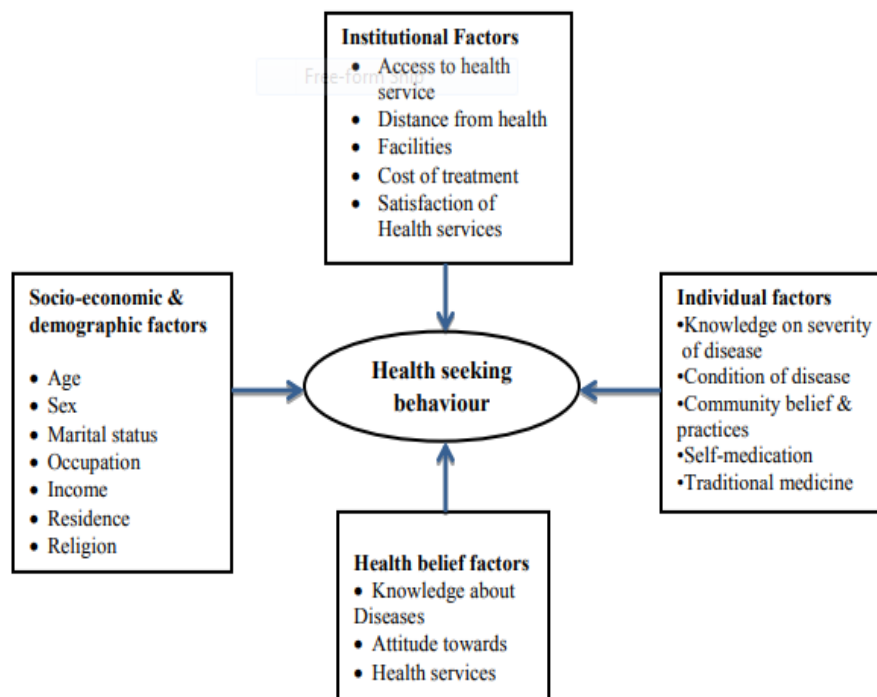 Institutional Factors
• Access to health
service
• Distance from health
• Facilities
• Cost of treatment
• Satisfaction of
Health services
Free-form Snip
Socio-economic &
demographic factors
• Age
• Sex
• Marital status
• Occupation
• Income
• Residence
• Religion
Health seeking
behaviour
Individual factors
•Knowledge on severity
of disease
•Condition of disease
•Community belief &
practices
•Self-medication
•Traditional medicine
Health belief factors
• Knowledge about
Diseases
• Attitude towards
• Health services